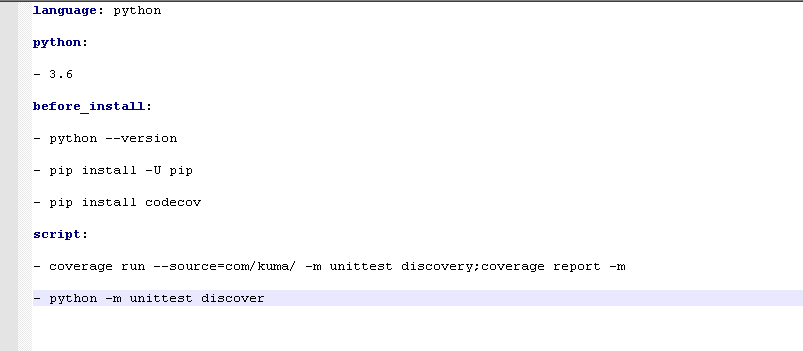 language: python
python:
- 3.6
before_install:
- python --version
- pip install -U pip
- pip install codecov
script:
- coverage run --source=com/kuma/ -m unittest discovery;coverage report -m
- python -m unittest discover